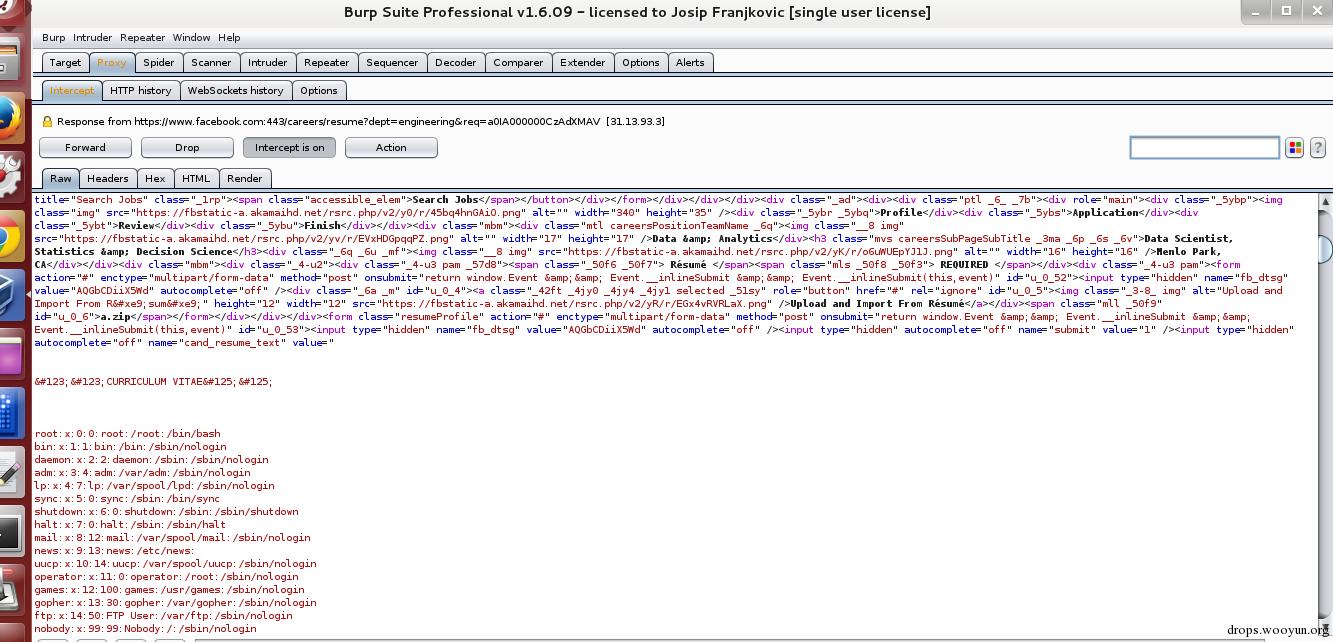 Burp Suite Professional v1.6.09 - licensed to Josip Franjkovic [single user license]
Burp Intruder Repeater Window Help
Target Proxy Spider Scanner Intruder Repeater Sequencer Decoder Comparer Extender Options Alerts
Intercept HTTP history WebSockets history Options
Response from https://www.facebook.com:443/careers/resume?dept=engineering&req=a0IA000000CzAdXMAV [31.13.93.3]
Forward Drop Intercept is on Action
?
Raw Headers Hex HTML Render
title="Search Jobs" class="_1rp"><span class="accessible_elem">Search Jobs</span></button></div></form></div></div></div><div class="_ad"><div><div class="ptl _6_ _7b"><div role="main"><div class="_5ybp"><img
class="img" src="https://fbstatic-a.akamaihd.net/rsrc.php/v2/y0/r/45bq4hnGAiO.png" alt="" width="340" height="35" /><div class="_5ybr _5ybq">Profile</div><div class="_5ybs">Application</div><div
class="_5ybt">Review</div><div class="_5ybu">Finish</div></div><div class="mbm"><div class="mtl careersPositionTeamName _6q"><img class="__8 img"
src="https://fbstatic-a.akamaihd.net/rsrc.php/v2/yv/r/EVxHDGpqqPZ.png" alt="" width="17" height="17" />Data &amp; Analytics</div><h3 class="mvs careersSubPageSubTitle _3ma _6p _6s _6v">Data Scientist,
Statistics &amp; Decision Science</h3><div class="_6q _6u _mf"><img class="__8 img" src="https://fbstatic-a.akamaihd.net/rsrc.php/v2/yK/r/o6uWUEpYJ1J.png" alt="" width="16" height="16" />Menlo Park,
CA</div></div><div class="mbm"><div class="_4-u2"><div class="_4-u3 pam _57d8"><span class="_50f6 _50f7"> Résumé </span><span class="mls _50f8 _50f3"> REQUIRED </span></div><div class="_4-u3 pam"><form
action="#" enctype="multipart/form-data" method="post" onsubmit="return window.Event &amp;&amp; Event.__inlineSubmit &amp;&amp; Event.__inlineSubmit(this,event)" id="u_0_52"><input type="hidden" name="fb_dtsg"
value="AQGbCDiiX5Wd" autocomplete="off" /><div class="_6a _m" id="u_0_4"><a class="_42ft _4jy0 _4jy4 _4jy1 selected _51sy" role="button" href="#" rel="ignore" id="u_0_5"><img class="_3-8_ img" alt="Upload and
Import From R&#xe9;sum&#xe9;" height="12" width="12" src="https://fbstatic-a.akamaihd.net/rsrc.php/v2/yR/r/EGx4vRVRLaX.png" />Upload and Import From Résumé</a></div><span class="mll _50f9"
id="u_0_6">a.zip</span></form></div></div></div><form class="resumeProfile" action="#" enctype="multipart/form-data" method="post" onsubmit="return window.Event &amp;&amp; Event.__inlineSubmit &amp;&amp;
Event.__inlineSubmit(this,event)" id="u_0_53"><input type="hidden" name="fb_dtsg" value="AQGbCDiiX5Wd" autocomplete="off" /><input type="hidden" autocomplete="off" name="submit" value="1" /><input type="hidden"
autocomplete="off" name="cand_resume_text" value="
&#123;&#123;CURRICULUM VITAE&#125;&#125;
root:x:0:0:root:/root:/bin/bash
bin:x:1:1:bin:/bin:/sbin/nologin
daemon:x:2:2:daemon:/sbin:/sbin/nologin
adm:x:3:4:adm:/var/adm:/sbin/nologin
lp:x:4:7:lp:/var/spool/lpd:/sbin/nologin
sync:x:5:0:sync:/sbin:/bin/sync
shutdown:x:6:0:shutdown:/sbin:/sbin/shutdown
halt:x:7:0:halt:/sbin:/sbin/halt
mail:x:8:12:mail:/var/spool/mail:/sbin/nologin
news:x:9:13:news:/etc/news:
uucp:x:10:14:uucp:/var/spool/uucp:/sbin/nologin
operator:x:11:0:operator:/root:/sbin/nologin
games:x:12:100:games:/usr/games:/sbin/nologin
gopher:x:13:30:gopher:/var/gopher:/sbin/nologin
ftp:x:14:50:FTP User:/var/ftp:/sbin/nologin
nobody:x:99:99:Nobody:/:/sbin/nologin
drops.wooyun.org